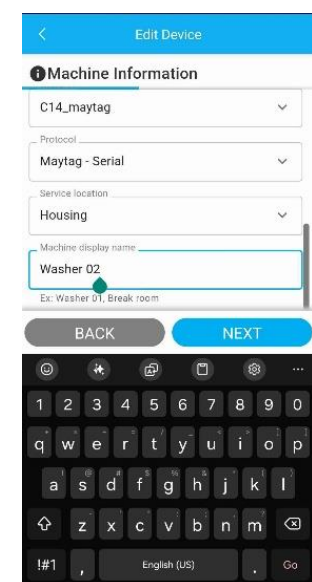 Edit Device
Machine Information
C14_maytag
Protocol
Maytag - Serial
Service location
Housing
Machine display name
Washer 02
Ex: Washer 01, Break room
BACK NEXT
1 2 3 4 5 6 7 8 9 0
q w e r t y u i o p
a s d f g h j k l
z x c v b n m
!#1 , English (US) . Go